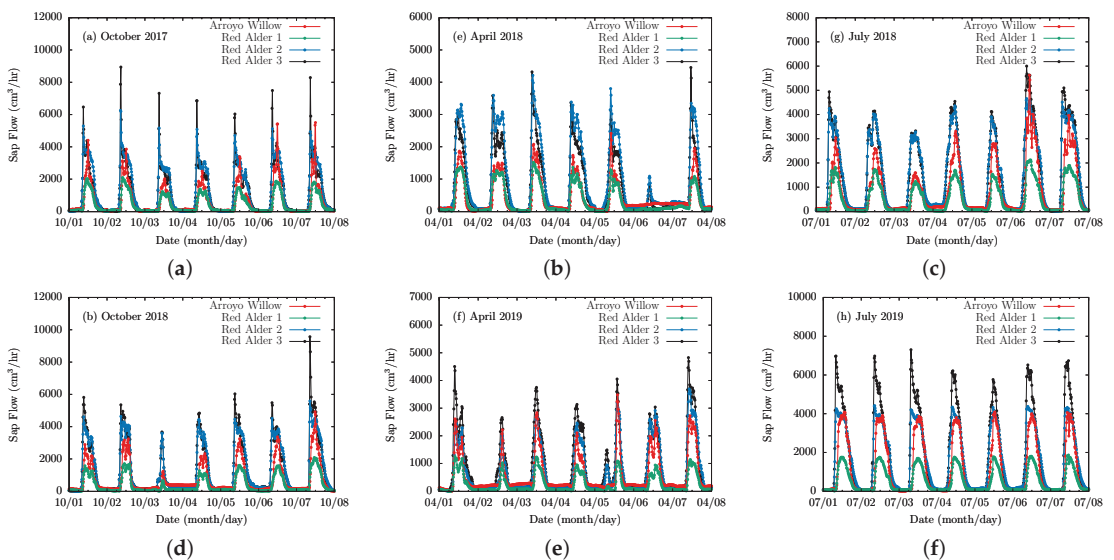 (a) October 2017
Arroyo Willow
Red Alder 1
Red Alder 2
Red Alder 3
Sap Flow (cm³/hr)
12000
10000
8000
6000
4000
2000
0
10/01 10/02 10/03 10/04 10/05 10/06 10/07 10/08
Date (month/day)
(a)
(e) April 2018
Arroyo Willow
Red Alder 1
Red Alder 2
Red Alder 3
Sap Flow (cm³/hr)
6000
5000
4000
3000
2000
1000
0
04/01 04/02 04/03 04/04 04/05 04/06 04/07 04/08
Date (month/day)
(b)
(g) July 2018
Arroyo Willow
Red Alder 1
Red Alder 2
Red Alder 3
Sap Flow (cm³/hr)
8000
7000
6000
5000
4000
3000
2000
1000
0
07/01 07/02 07/03 07/04 07/05 07/06 07/07 07/08
Date (month/day)
(c)
(b) October 2018
Arroyo Willow
Red Alder 1
Red Alder 2
Red Alder 3
Sap Flow (cm³/hr)
12000
10000
8000
6000
4000
2000
0
10/01 10/02 10/03 10/04 10/05 10/06 10/07 10/08
Date (month/day)
(d)
(f) April 2019
Arroyo Willow
Red Alder 1
Red Alder 2
Red Alder 3
Sap Flow (cm³/hr)
7000
6000
5000
4000
3000
2000
1000
0
04/01 04/02 04/03 04/04 04/05 04/06 04/07 04/08
Date (month/day)
(e)
(h) July 2019
Arroyo Willow
Red Alder 1
Red Alder 2
Red Alder 3
Sap Flow (cm³/hr)
10000
8000
6000
4000
2000
0
07/01 07/02 07/03 07/04 07/05 07/06 07/07 07/08
Date (month/day)
(f)